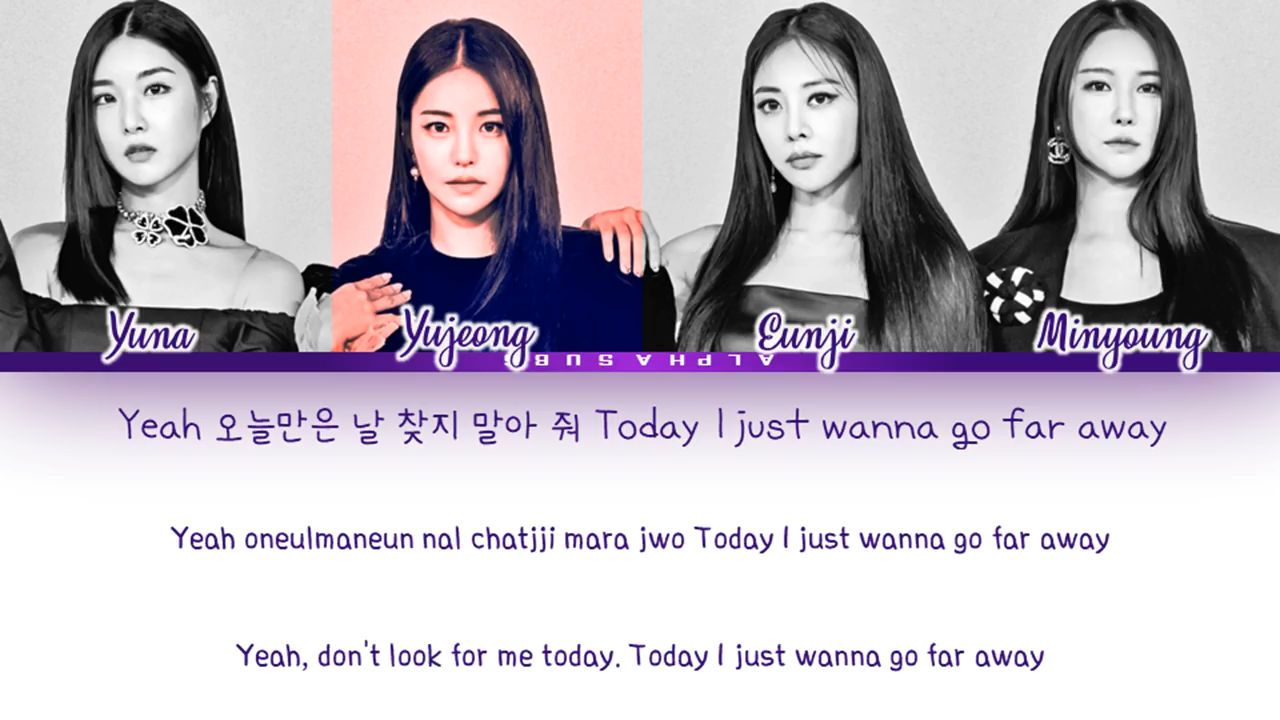 Yuna
Yujeong
Eunji
Minyoung
ALPHA SUBS
Yeah 오늘만은 날 찾지 말아 줘 Today I just wanna go far away
Yeah oneulmaneun nal chatjji mara jwo Today I just wanna go far away
Yeah, don't look for me today. Today I just wanna go far away